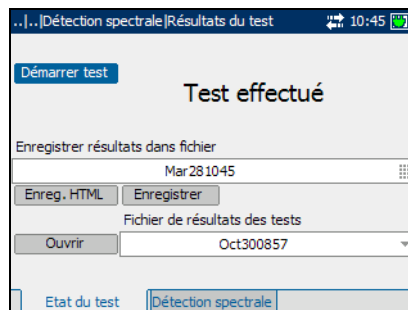 ..|..|Détection spectrale|Résultats du test 10:45
Démarrer test
Test effectué
Enregistrer résultats dans fichier
Mar281045
Enreg. HTML Enregistrer
Fichier de résultats des tests
Ouvrir Oct300857
Etat du test Détection spectrale